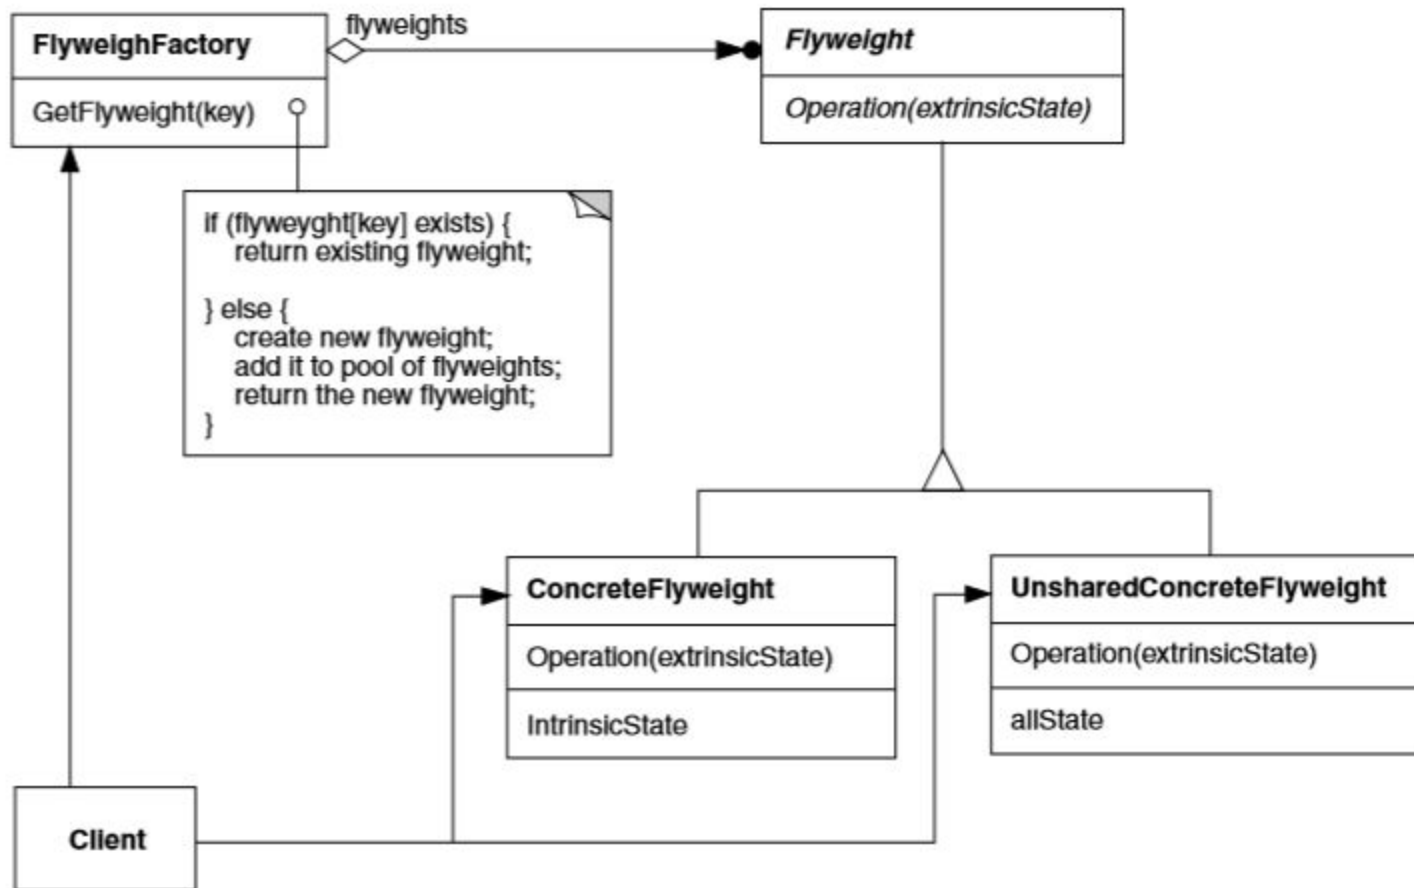 FlyweighFactory
GetFlyweight(key)
flyweights
Flyweight
Operation(extrinsicState)
if (flyweyght[key] exists) {
return existing flyweight;
} else {
create new flyweight;
add it to pool of flyweights;
return the new flyweight;
}
ConcreteFlyweight
Operation(extrinsicState)
IntrinsicState
UnsharedConcreteFlyweight
Operation(extrinsicState)
allState
Client